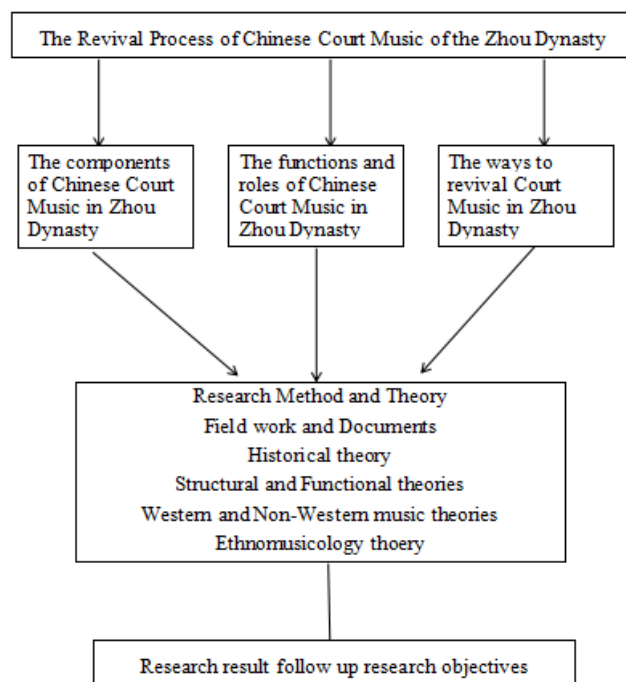 The Revival Process of Chinese Court Music of the Zhou Dynasty
The components
of Chinese Court
Music in Zhou
Dynasty
The functions and
roles of Chinese
Court Music in
Zhou Dynasty
The ways to
revival Court
Music in Zhou
Dynasty
Research Method and Theory
Field work and Documents
Historical theory
Structural and Functional theories
Western and Non-Western music theories
Ethnomusicology thoery
Research result follow up research objectives